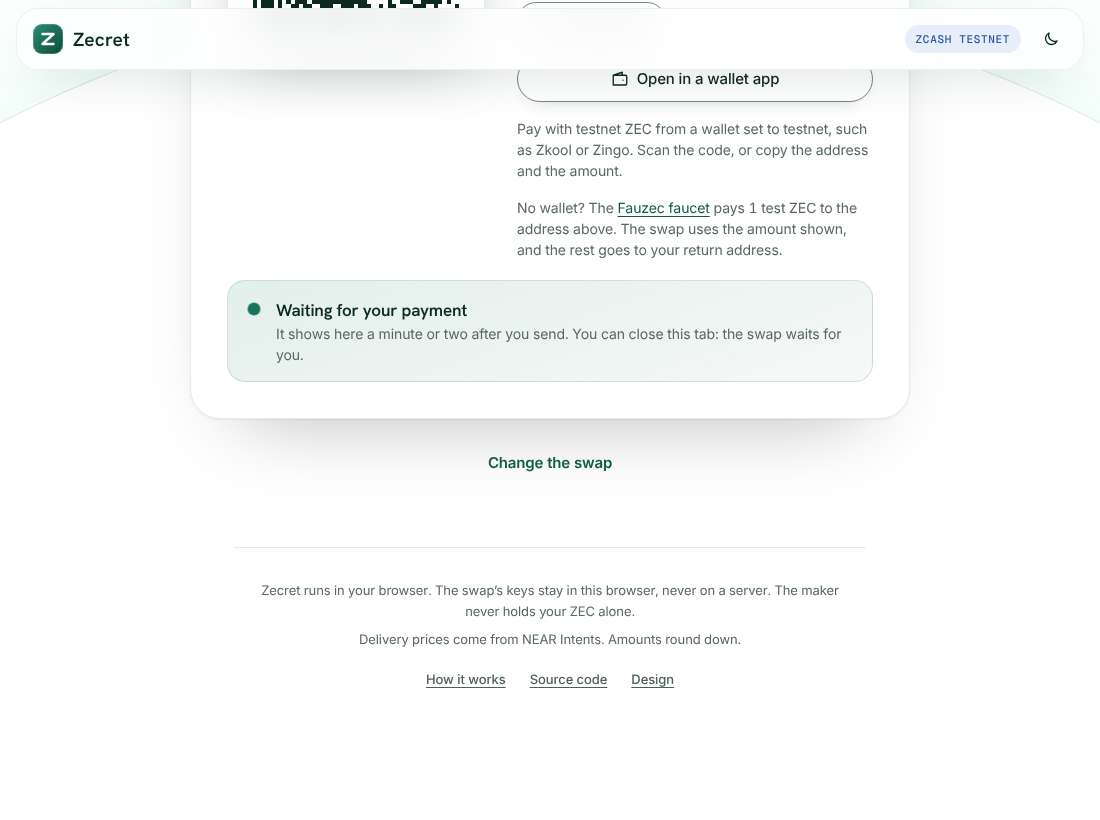 Zecret
ZCASH TESTNET
Open in a wallet app
Pay with testnet ZEC from a wallet set to testnet, such
as Zkool or Zingo. Scan the code, or copy the address
and the amount.
No wallet? The Fauzec faucet pays 1 test ZEC to the
address above. The swap uses the amount shown,
and the rest goes to your return address.
Waiting for your payment
It shows here a minute or two after you send. You can close this tab: the swap waits for
you.
Change the swap
Zecret runs in your browser. The swap’s keys stay in this browser, never on a server. The maker
never holds your ZEC alone.
Delivery prices come from NEAR Intents. Amounts round down.
How it works
Source code
Design